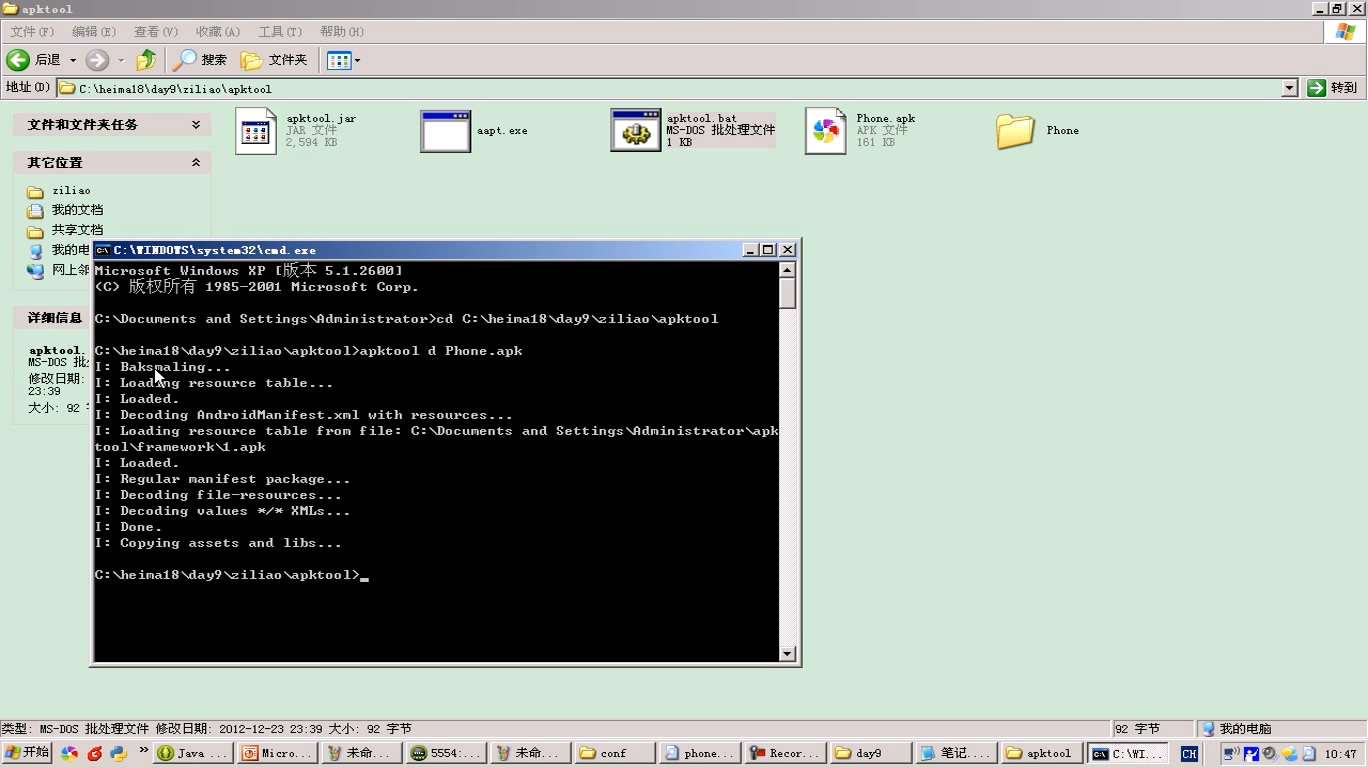 apktool
文件(F) 编辑(E) 查看(V) 收藏(A) 工具(T) 帮助(H)
后退 搜索 文件夹
地址(D) C:\heima18\day9\ziliao\apktool 转到
文件和文件夹任务
其它位置
ziliao
我的文档
共享文档
我的电
网上邻
详细信息
apktool.
MS-DOS 批
修改日期:
23:39
大小: 92
apktool.jar
JAR 文件
2,594 KB
aapt.exe
apktool.bat
MS-DOS 批处理文件
1 KB
Phone.apk
APK 文件
161 KB
Phone
C:\WINDOWS\system32\cmd.exe
Microsoft Windows XP [版本 5.1.2600]
(C) 版权所有 1985-2001 Microsoft Corp.
C:\Documents and Settings\Administrator>cd C:\heima18\day9\ziliao\apktool
C:\heima18\day9\ziliao\apktool>apktool d Phone.apk
I: Baksmaling...
I: Loading resource table...
I: Loaded.
I: Decoding AndroidManifest.xml with resources...
I: Loading resource table from file: C:\Documents and Settings\Administrator\apk
tool\framework\1.apk
I: Loaded.
I: Regular manifest package...
I: Decoding file-resources...
I: Decoding values */* XMLs...
I: Done.
I: Copying assets and libs...
C:\heima18\day9\ziliao\apktool>_
类型: MS-DOS 批处理文件 修改日期: 2012-12-23 23:39 大小: 92 字节 92 字节 我的电脑
开始 » Java ... Micro... 未命... 5554:... 未命... conf phone... Recor... day9 笔记.... apktool C:\WI... CH 10:47